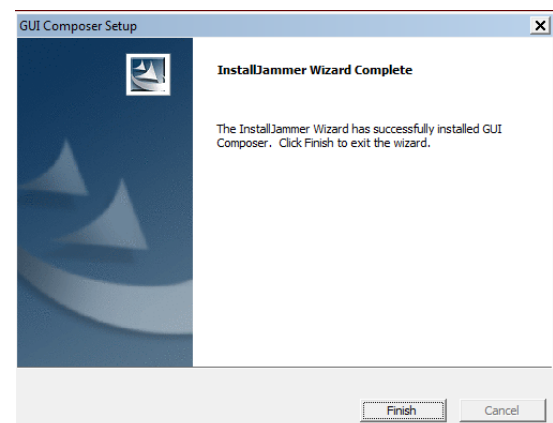 GUI Composer Setup
InstallJammer Wizard Complete
The InstallJammer Wizard has successfully installed GUI
Composer. Click Finish to exit the wizard.
Finish
Cancel